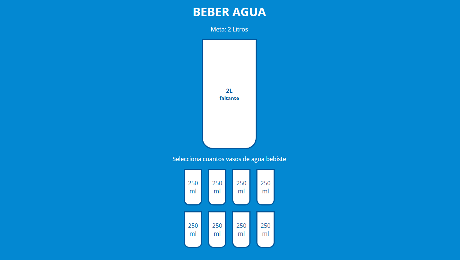 BEBER AGUA
Meta: 2 Litros
2L
faltante
Selecciona cuantos vasos de agua bebiste
250 250 250 250
ml ml ml ml
250 250 250 250
ml ml ml ml